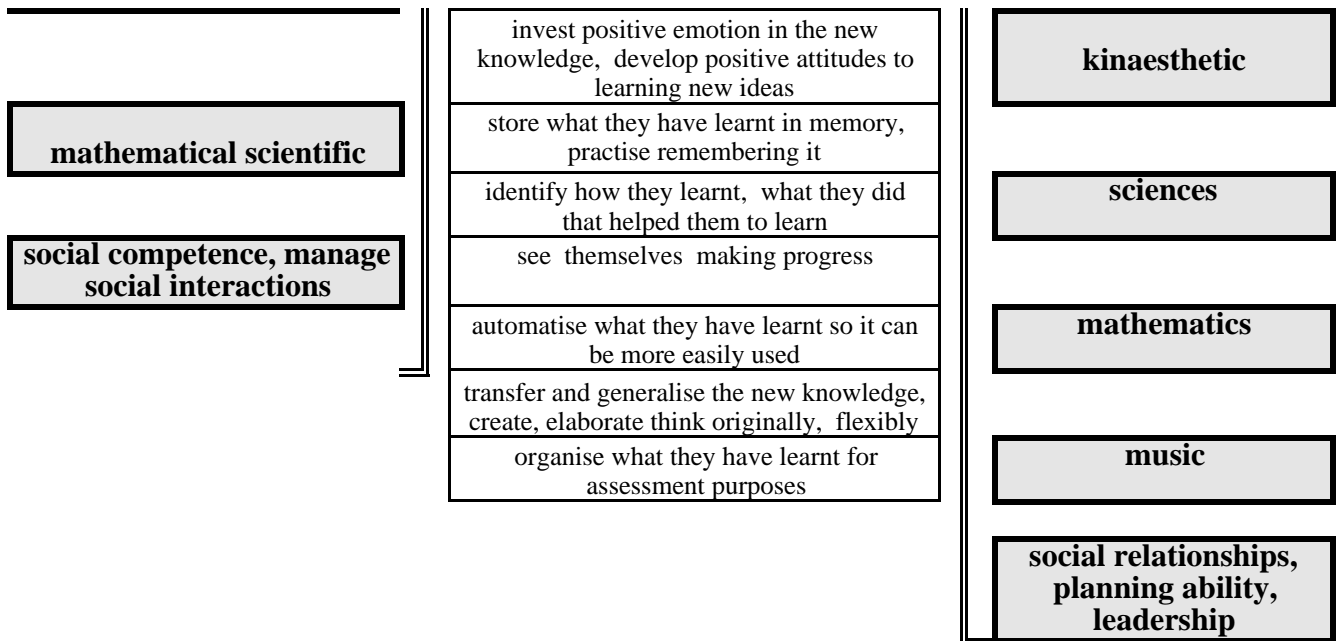 mathematical scientific
social competence, manage
social interactions
invest positive emotion in the new
knowledge, develop positive attitudes to
learning new ideas
store what they have learnt in memory,
practise remembering it
identify how they learnt, what they did
that helped them to learn
see themselves making progress
automatise what they have learnt so it can
be more easily used
transfer and generalise the new knowledge,
create, elaborate think originally, flexibly
organise what they have learnt for
assessment purposes
kinaesthetic
sciences
mathematics
music
social relationships,
planning ability,
leadership